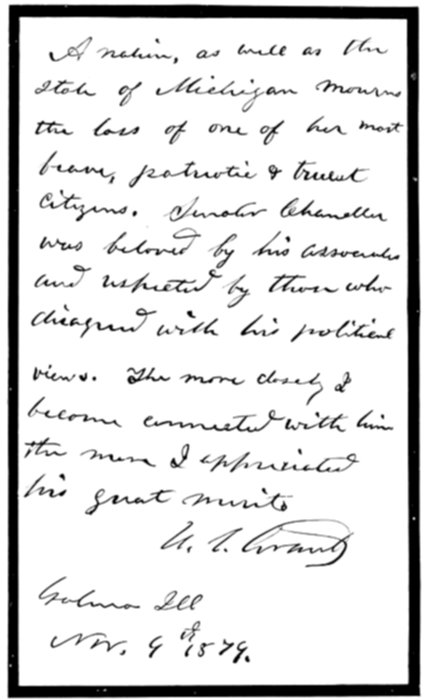 A nation, as well as the
State of Michigan mourns
the loss of one of her most
brave, patriotic & truest
citizens. Senator Chandler
was beloved by his associates
and respected by those who
disagreed with his political
views. The more closely I
become connected with him
the more I appreciated
his great merits
U. S. Grant
Galena Ill
Nov. 9th 1879.